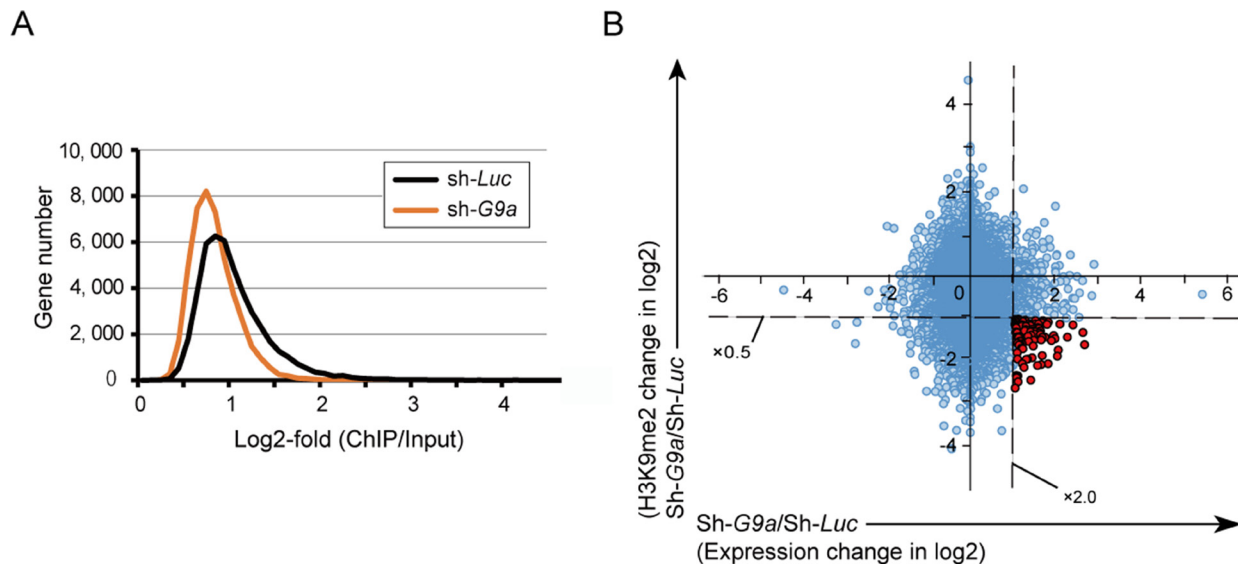 A
10, 000
8, 000
6, 000
4, 000
2, 000
0
Gene number
sh-Luc
sh-G9a
0 1 2 3 4
Log2-fold (ChIP/Input)
B
(H3K9me2 change in log2)
Sh-G9a/Sh-Luc
4
2
-6 -4 -2 0 2 4 6
×0.5
-2
-4
×2.0
Sh-G9a/Sh-Luc
(Expression change in log2)